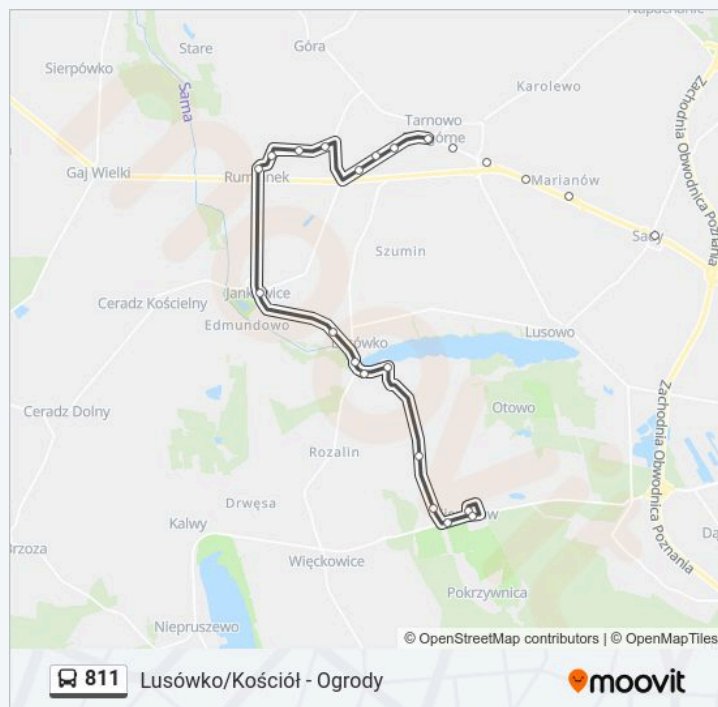 Napachanie
Stare
Góra
Sierpówko
Sama
Karolewo
Tarnowo
Zachodnia Obwodnica Poznania
Gaj Wielki
Marianów
Szumin
Sady
Ceradz Kościelny
Edmundowo
Lusowo
Ceradz Dolny
Otowo
Zachodnia Obwodnica Poznania
Rozalin
Drwęsa
Kalwy
Więckowice
Pokrzywnica
Niepruszewo
© OpenStreetMap contributors | © OpenMapTiles
811 Lusówko/Kościół - Ogrody
moovit